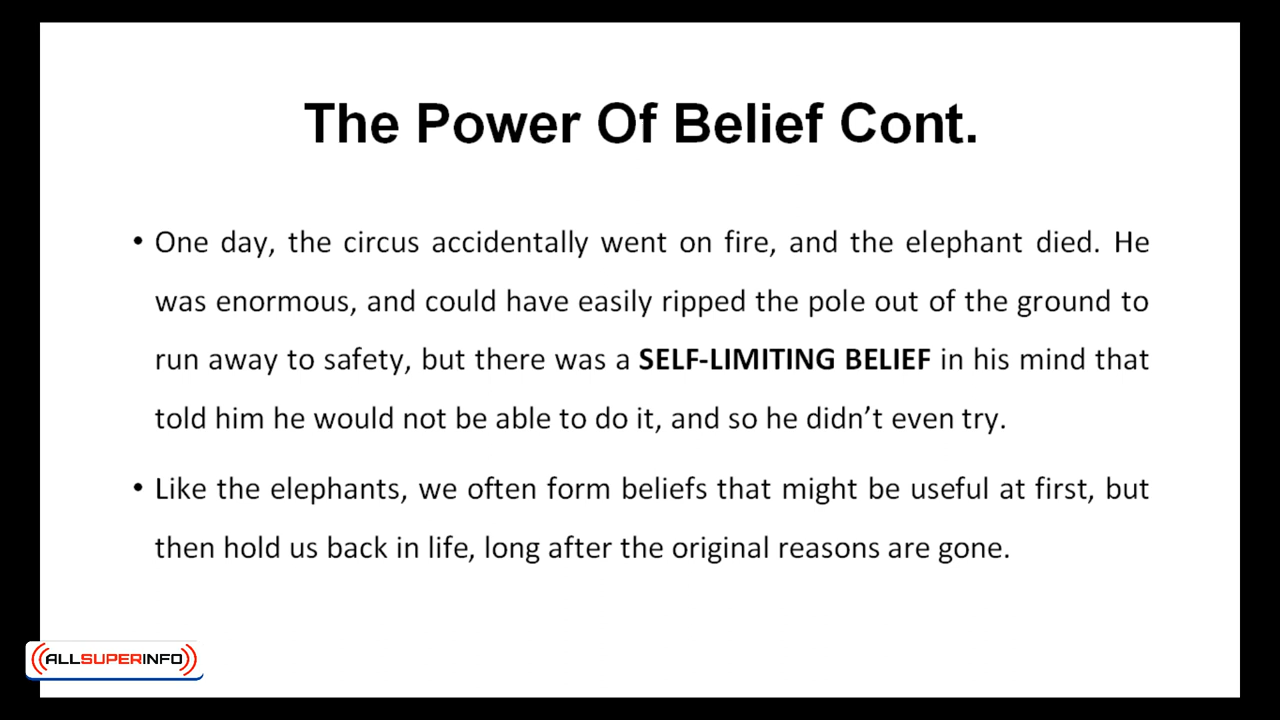 The Power Of Belief Cont.
• One day, the circus accidentally went on fire, and the elephant died. He
was enormous, and could have easily ripped the pole out of the ground to
run away to safety, but there was a SELF-LIMITING BELIEF in his mind that
told him he would not be able to do it, and so he didn’t even try.
• Like the elephants, we often form beliefs that might be useful at first, but
then hold us back in life, long after the original reasons are gone.
ALLSUPERINFO